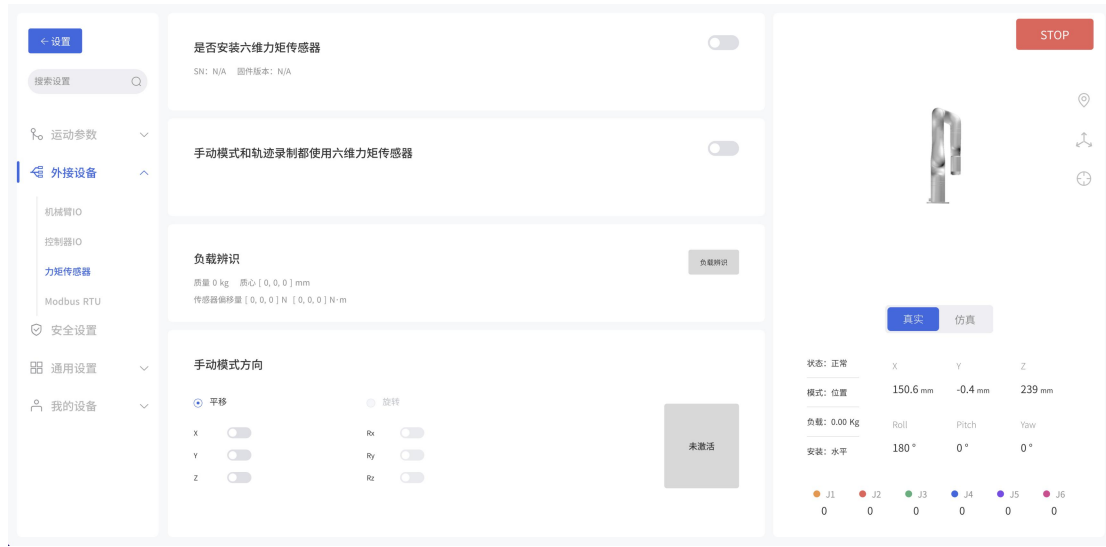 ←设置
搜索设置
运动参数
外接设备
机械臂IO
控制器IO
力矩传感器
Modbus RTU
安全设置
通用设置
我的设备
是否安装六维力矩传感器
SN: N/A 固件版本: N/A
手动模式和轨迹录制都使用六维力矩传感器
负载辨识
负载辨识
质量 0 kg 质心 [ 0, 0, 0 ] mm
传感器偏移量 [ 0, 0, 0 ] N [ 0, 0, 0 ] N·m
手动模式方向
平移 旋转
X Rx
Y Ry
Z Rz
未激活
STOP
真实 仿真
状态: 正常
模式: 位置
负载: 0.00 Kg
安装: 水平
X Y Z
150.6 mm -0.4 mm 239 mm
Roll Pitch Yaw
180 ° 0 ° 0 °
J1 J2 J3 J4 J5 J6
0 0 0 0 0 0